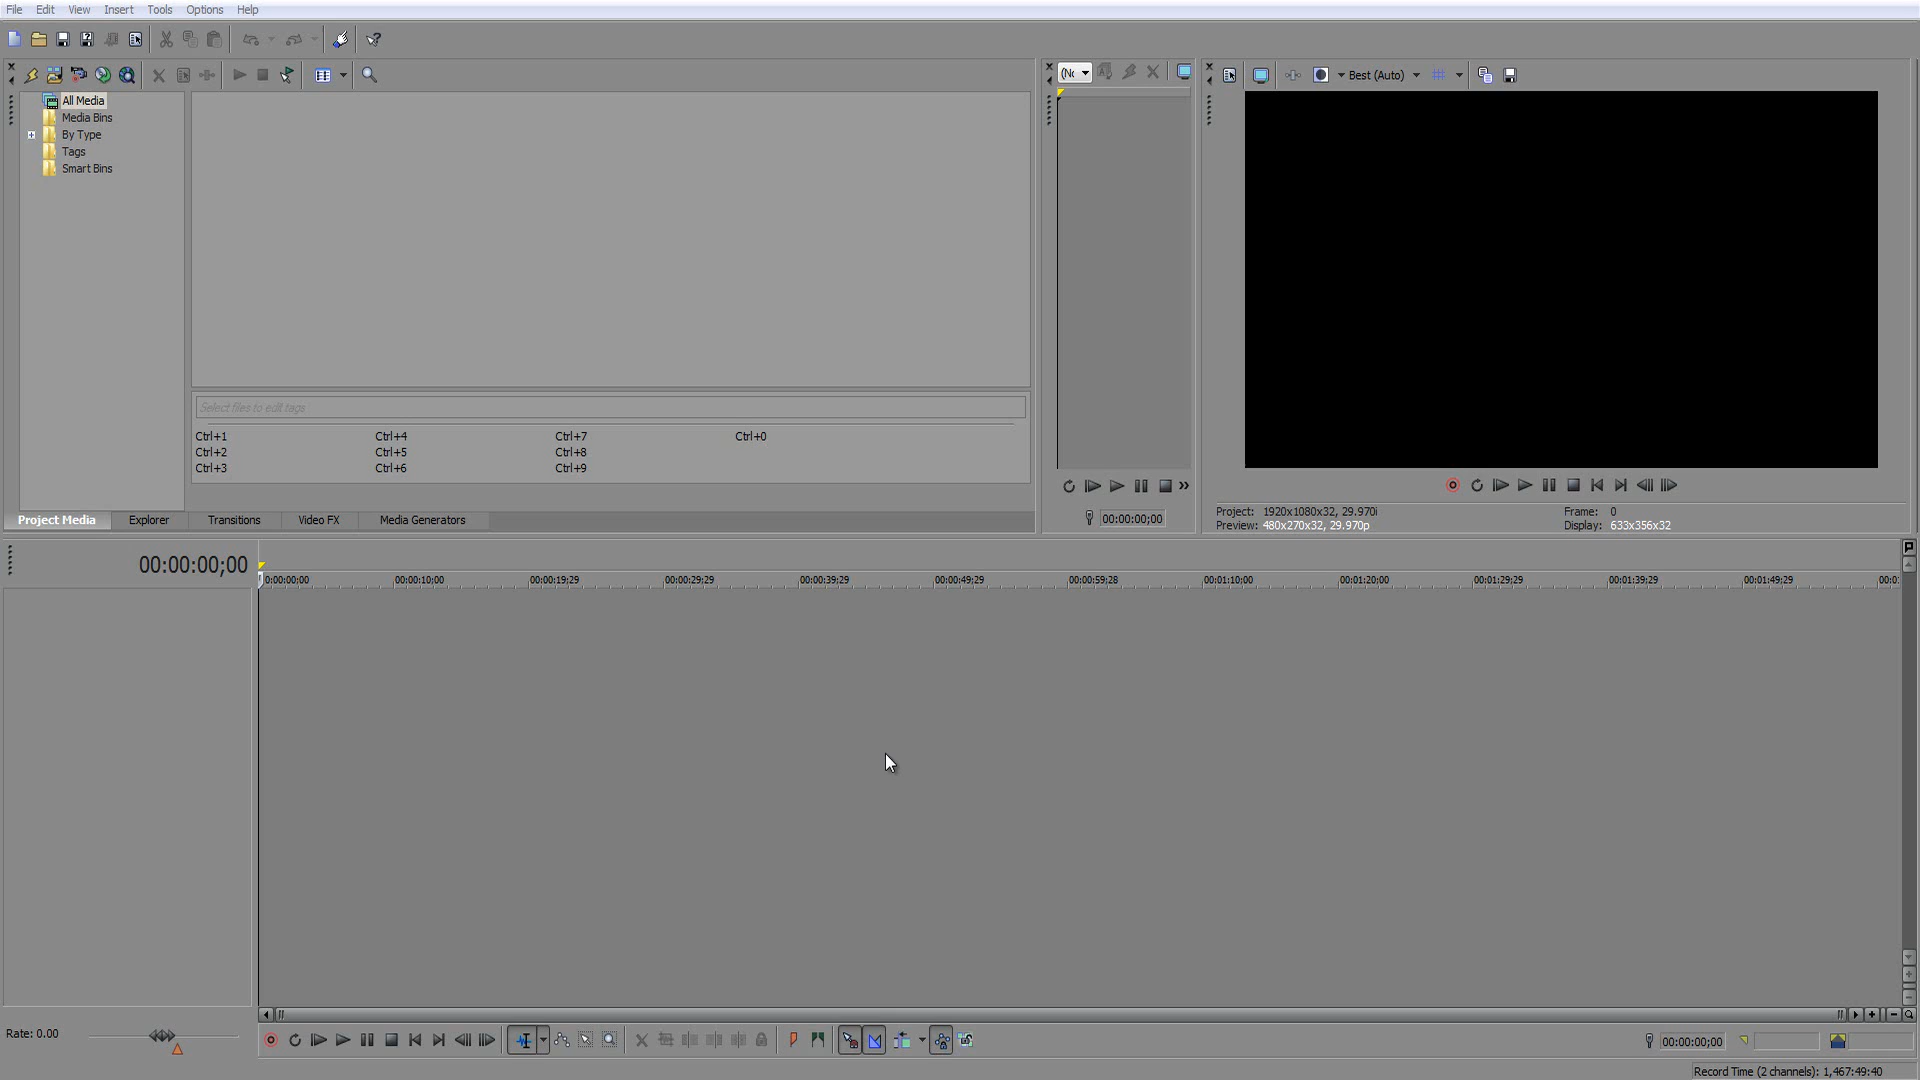 File Edit View Insert Tools Options Help
(Nc
Best (Auto)
All Media
Media Bins
By Type
Tags
Smart Bins
Select files to edit tags
Ctrl+1 Ctrl+4 Ctrl+7 Ctrl+0
Ctrl+2 Ctrl+5 Ctrl+8
Ctrl+3 Ctrl+6 Ctrl+9
Project Media Explorer Transitions Video FX Media Generators
00:00:00;00
Project: 1920x1080x32, 29.970i Frame: 0
Preview: 480x270x32, 29.970p Display: 633x356x32
00:00:00;00
0:00:00;00 00:00:10;00 00:00:19;29 00:00:29;29 00:00:39;29 00:00:49;29 00:00:59;28 00:01:10;00 00:01:20;00 00:01:29;29 00:01:39;29 00:01:49;29 00:0
Rate: 0.00
00:00:00;00
Record Time (2 channels): 1,467:49:40